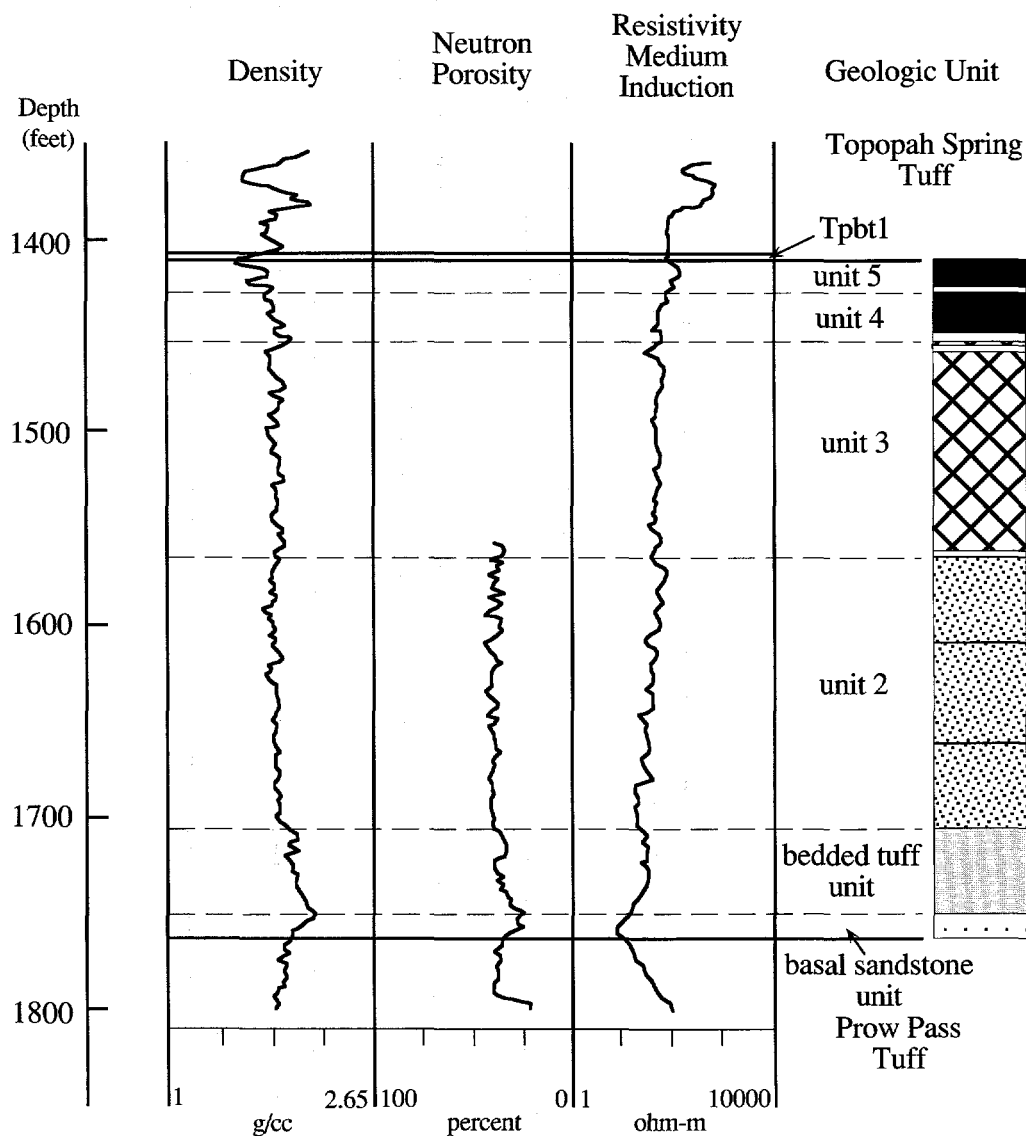 Density
Neutron
Porosity
Resistivity
Medium
Induction
Geologic Unit
Depth
(feet)
Topopah Spring
Tuff
Tpbt1
1400
unit 5
unit 4
1500
unit 3
1600
unit 2
1700
bedded tuff
unit
basal sandstone
unit
Prow Pass
Tuff
1800
1
2.65
100
0
1
10000
g/cc
percent
ohm-m